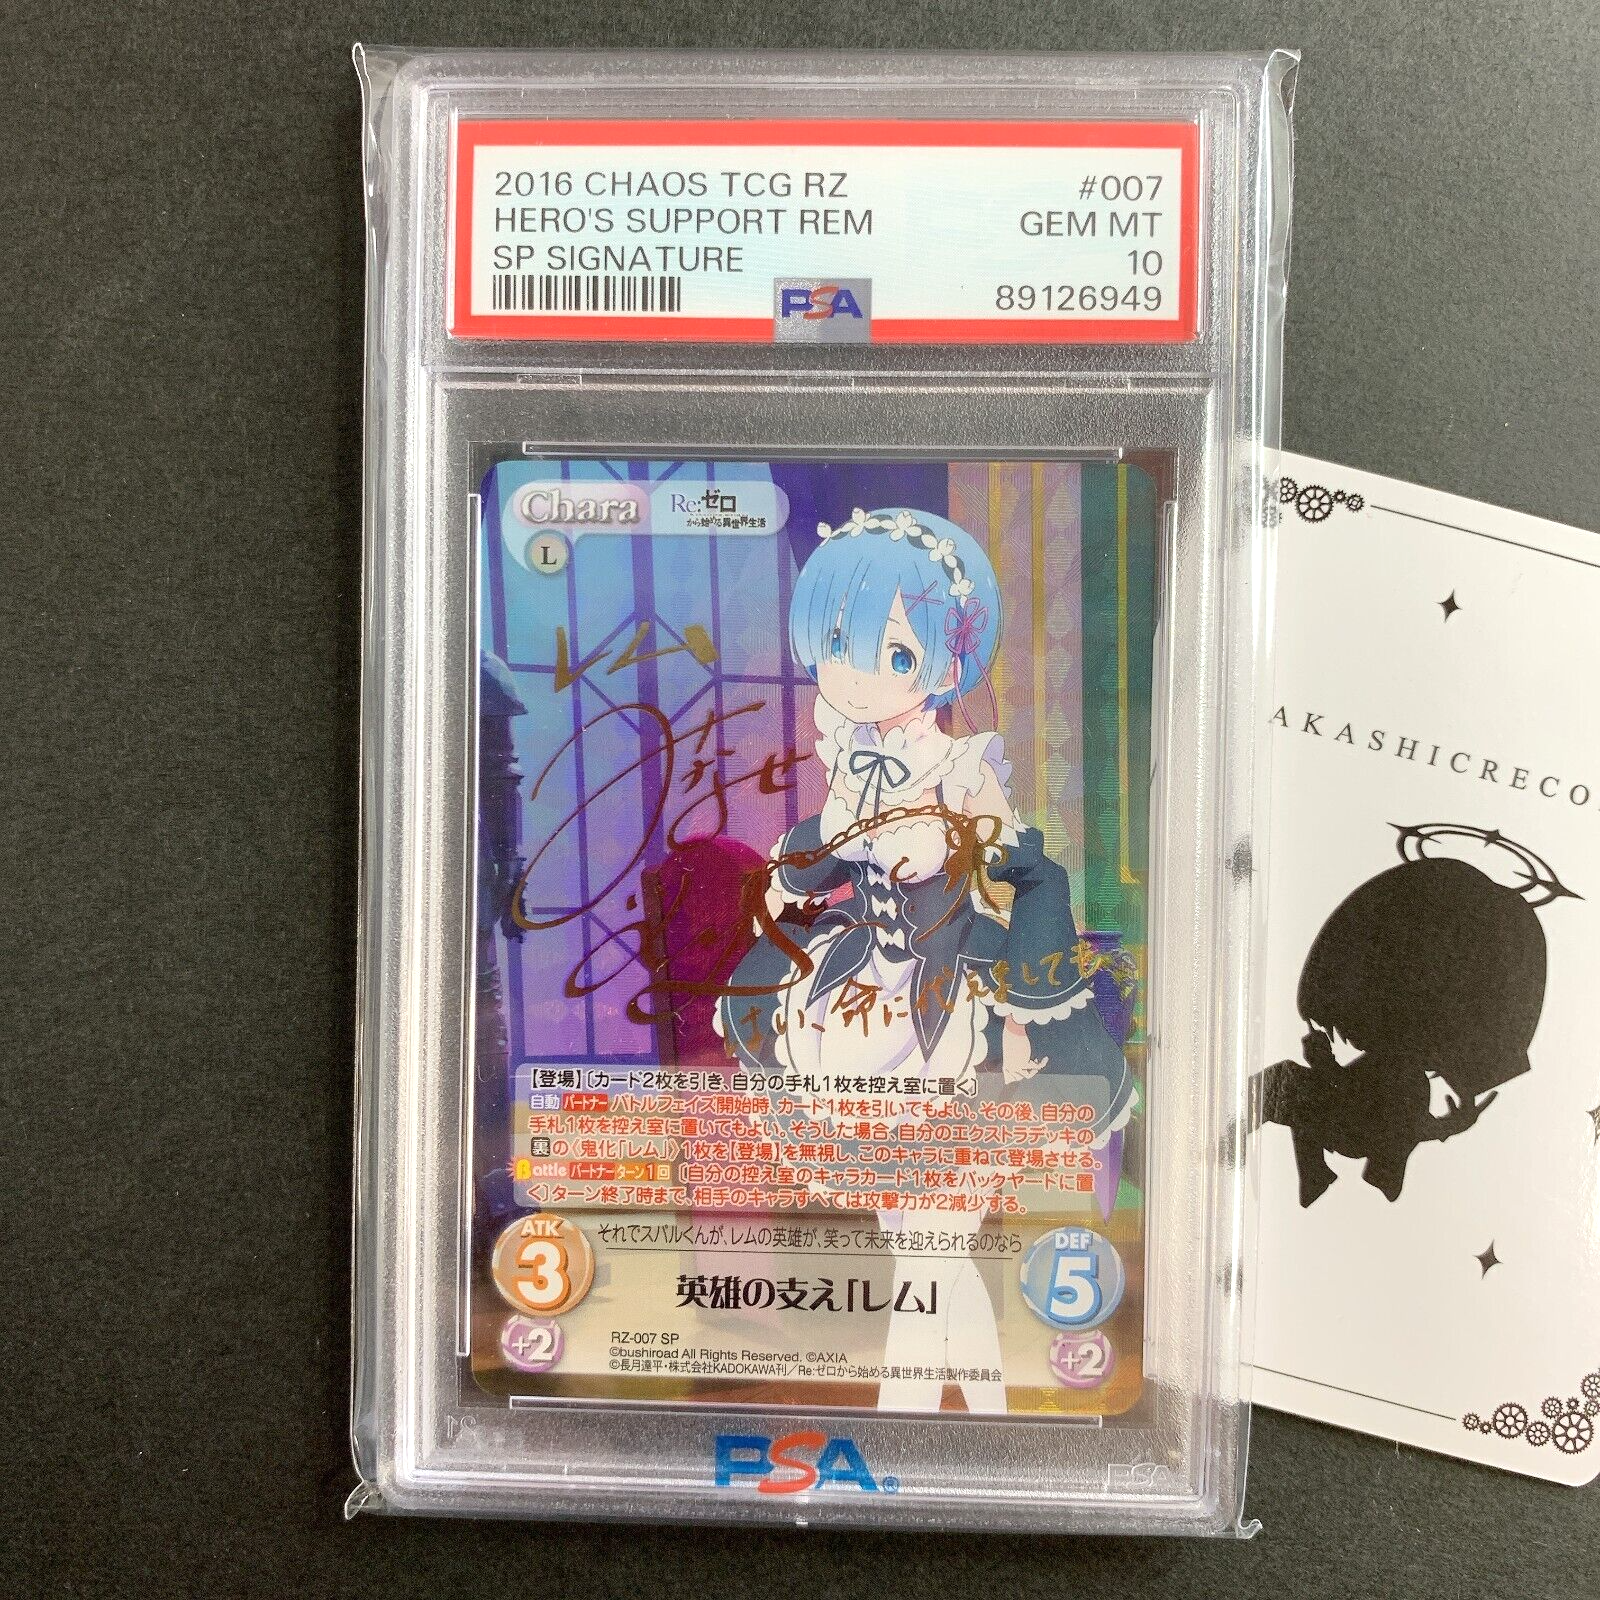 2016 CHAOS TCG RZ #007
HERO'S SUPPORT REM GEM MT
SP SIGNATURE 10
PSA 89126949
Chara Re:ゼロ
から始める異世界生活
L
レム
みなせ
はい、命に代えましても
【登場】〔カード2枚を引き、自分の手札1枚を控え室に置く〕
自動 パートナー バトルフェイズ開始時、カード1枚を引いてもよい。その後、自分の
手札1枚を控え室に置いてもよい。そうした場合、自分のエクストラデッキの
裏の〈鬼化「レム」〉1枚を【登場】を無視し、このキャラに重ねて登場させる。
Battle パートナー ターン1回 〔自分の控え室のキャラカード1枚をバックヤードに置
く〕ターン終了時まで、相手のキャラすべては攻撃力が2減少する。
ATK 3
それでスバルくんが、レムの英雄が、笑って未来を迎えられるのなら
DEF 5
英雄の支え「レム」
+2
RZ-007 SP
+2
©bushiroad All Rights Reserved. ©AXIA
©長月達平・株式会社KADOKAWA刊／Re:ゼロから始める異世界生活製作委員会
PSA®
PSA
AKASHICRECO